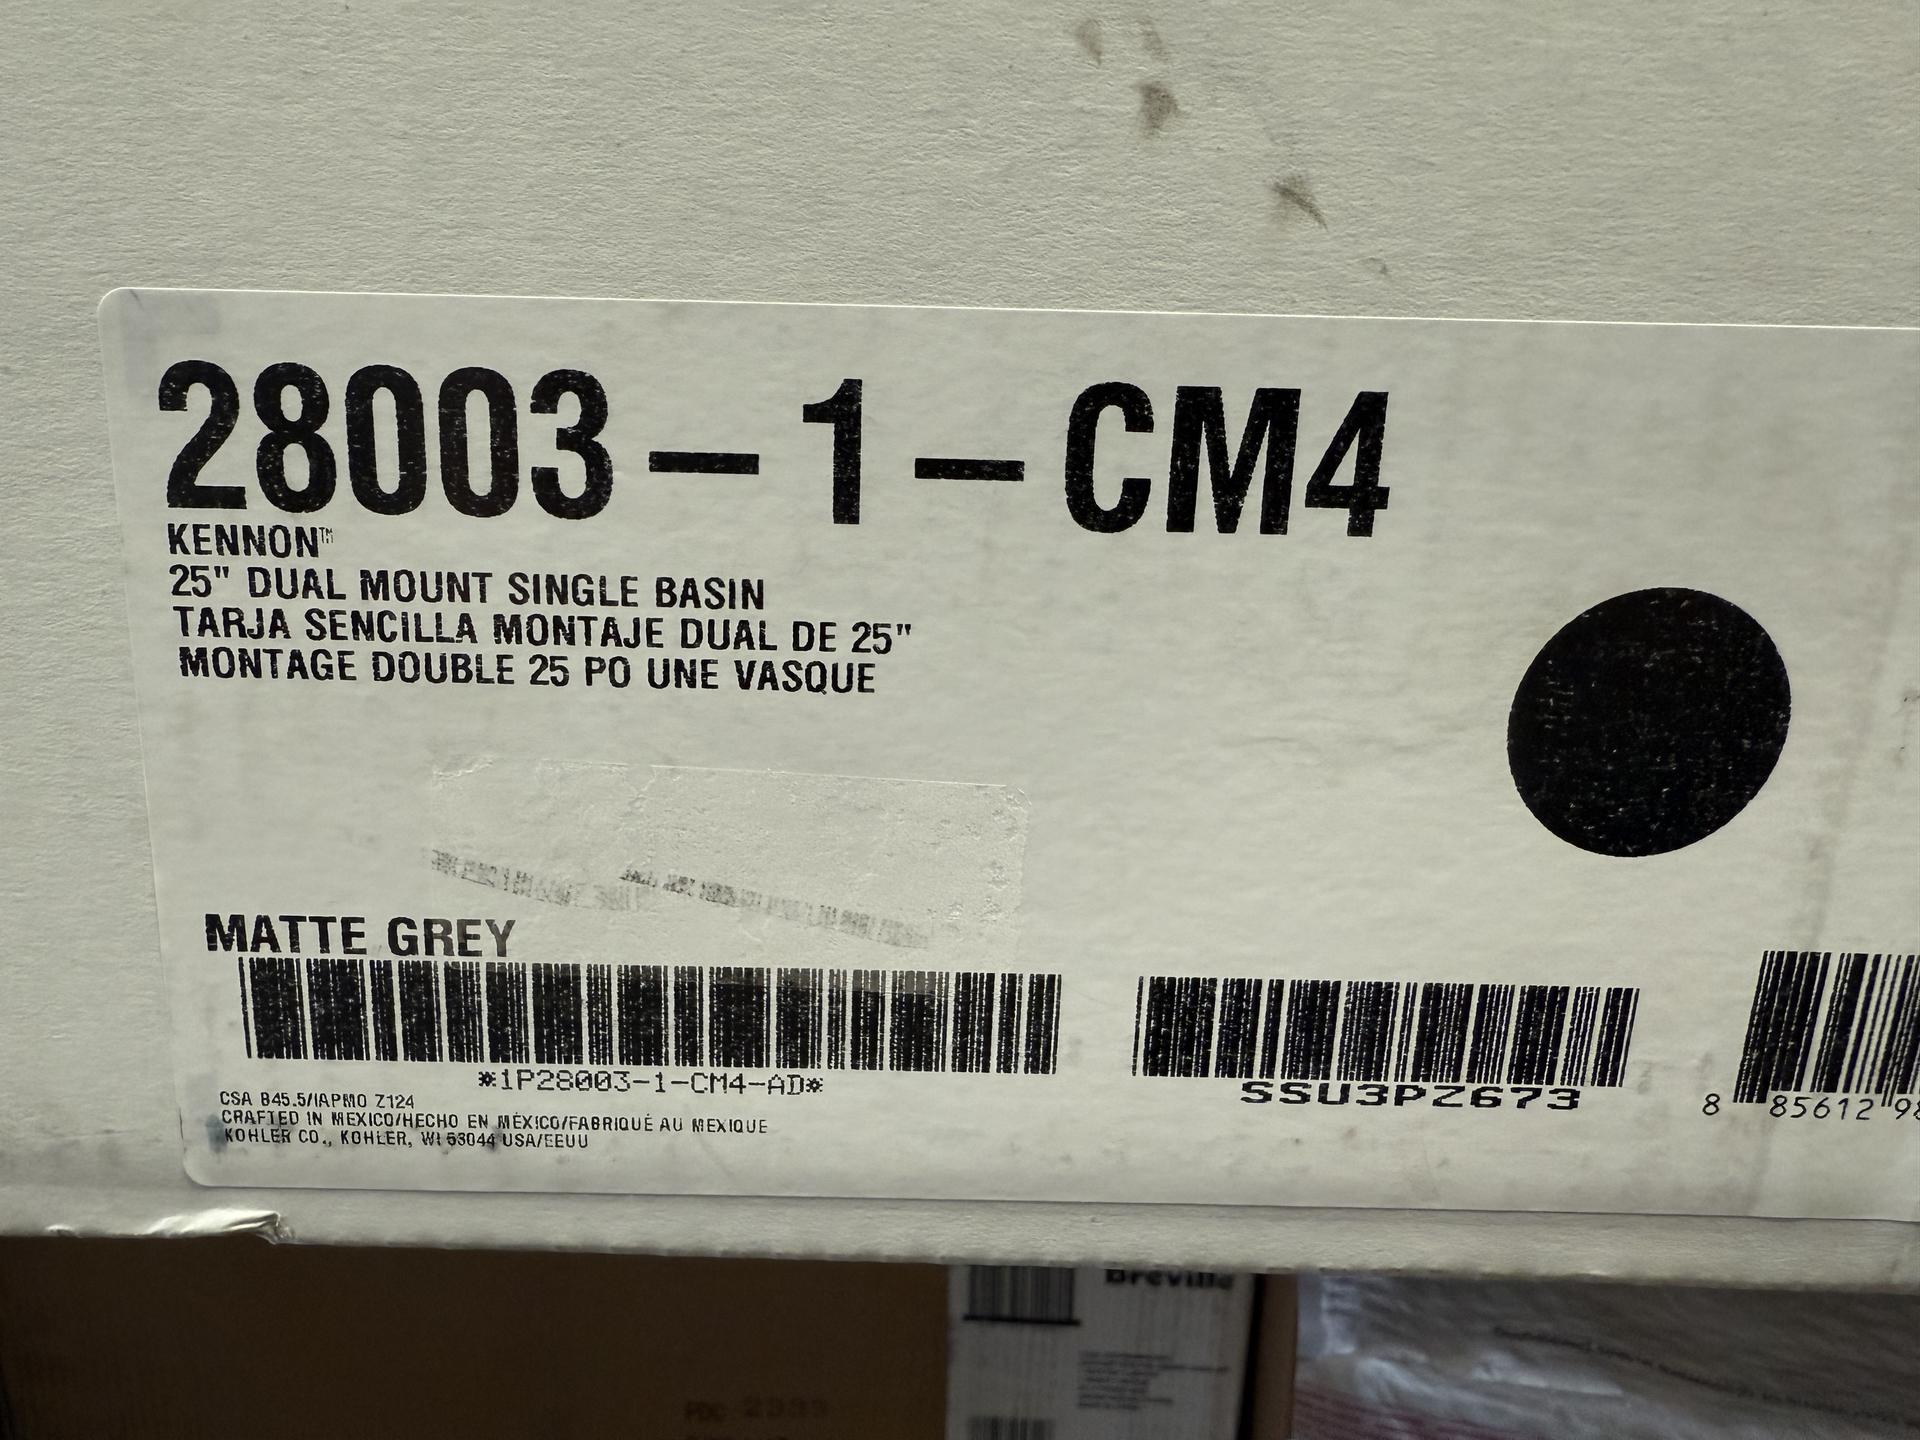 28003-1-CM4
KENNON™
25" DUAL MOUNT SINGLE BASIN
TARJA SENCILLA MONTAJE DUAL DE 25"
MONTAGE DOUBLE 25 PO UNE VASQUE
MATTE GREY
*1P28003-1-CM4-AD*
SSU3PZ673
8 85612 98
CSA B45.5/IAPMO Z124
CRAFTED IN MEXICO/HECHO EN MÉXICO/FABRIQUÉ AU MEXIQUE
KOHLER CO., KOHLER, WI 53044 USA/EEUU
Breville